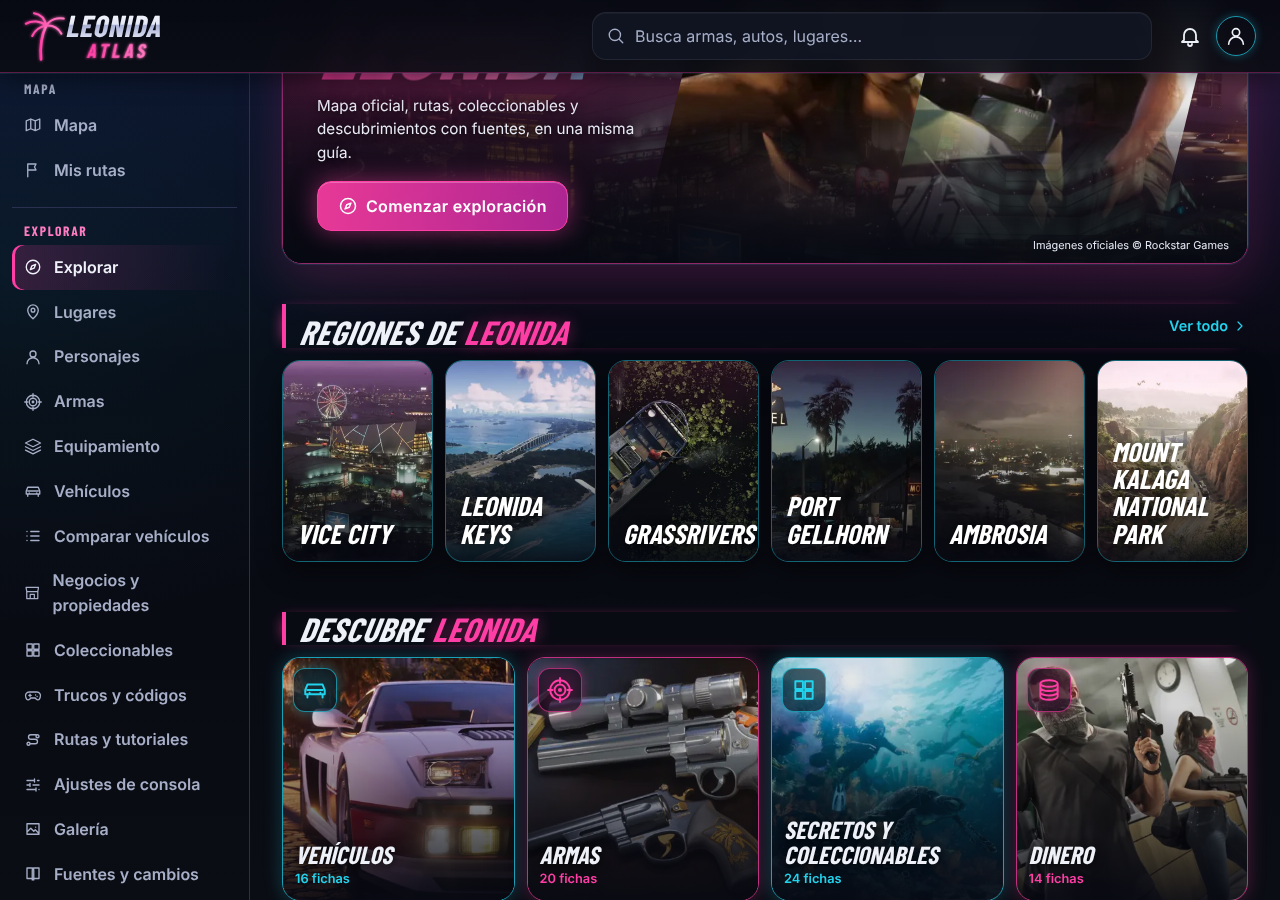 LEONIDA
ATLAS
Busca armas, autos, lugares...
MAPA
Mapa
Mis rutas
EXPLORAR
Explorar
Lugares
Personajes
Armas
Equipamiento
Vehículos
Comparar vehículos
Negocios y
propiedades
Coleccionables
Trucos y códigos
Rutas y tutoriales
Ajustes de consola
Galería
Fuentes y cambios
Mapa oficial, rutas, coleccionables y
descubrimientos con fuentes, en una misma
guía.
Comenzar exploración
Imágenes oficiales © Rockstar Games
REGIONES DE LEONIDA
Ver todo
VICE CITY
LEONIDA
KEYS
GRASSRIVERS
PORT
GELLHORN
AMBROSIA
MOUNT
KALAGA
NATIONAL
PARK
DESCUBRE LEONIDA
VEHÍCULOS
16 fichas
ARMAS
20 fichas
SECRETOS Y
COLECCIONABLES
24 fichas
DINERO
14 fichas